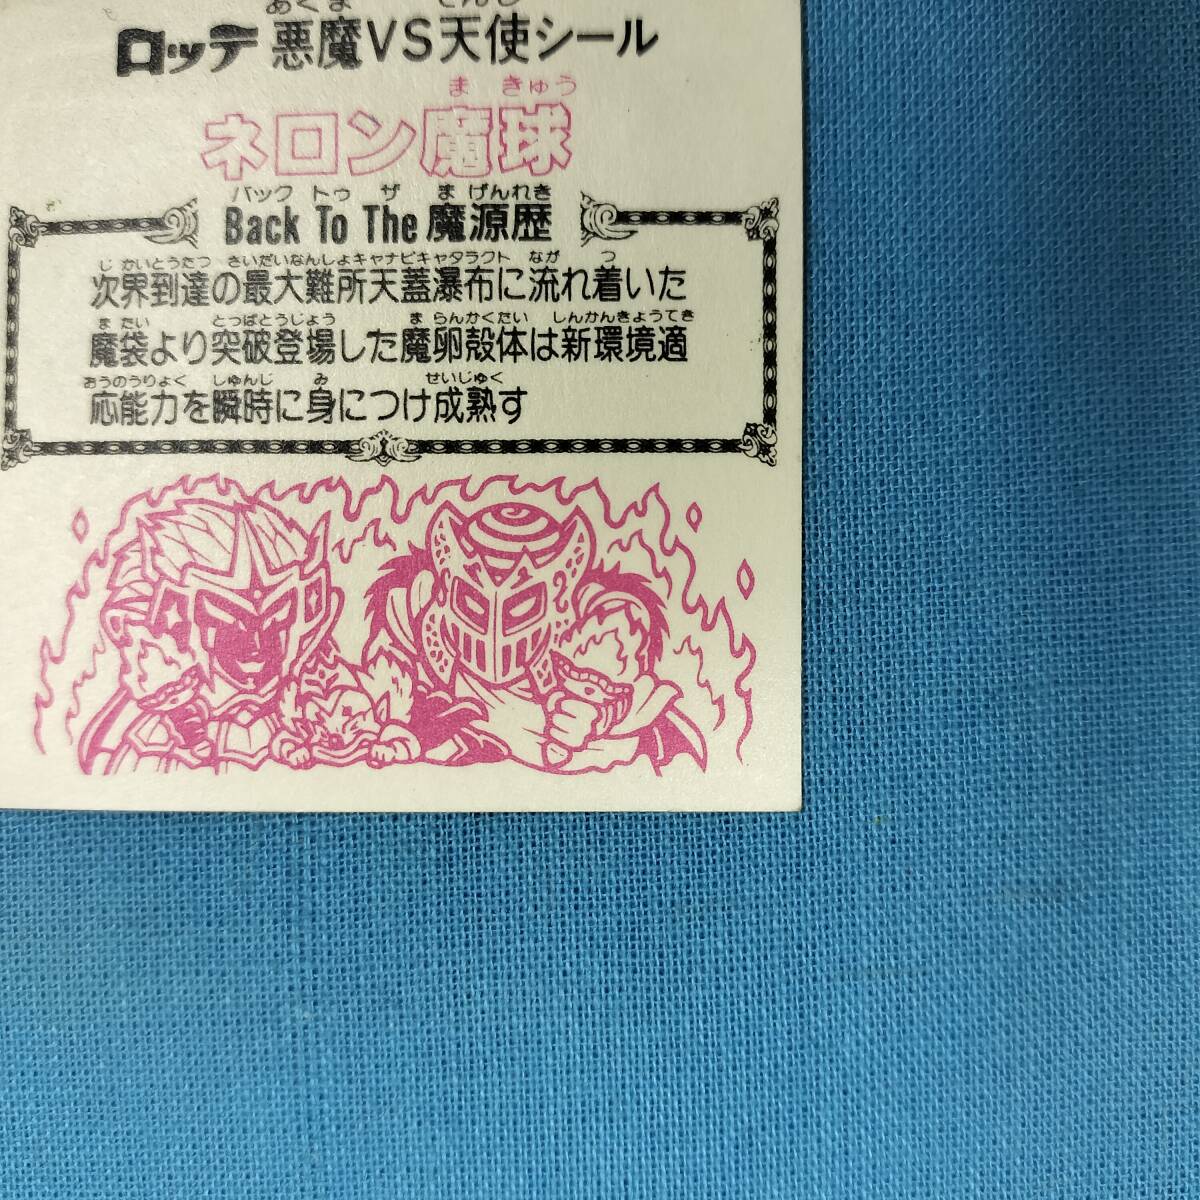 あくま てんし
ロッテ 悪魔VS天使シール
ま きゅう
ネロン魔球
バック トゥ ザ ま げんれき
Back To The 魔源歴
じ かいとうたつ さいだいなんしょキャナピキャタラクト なが つ
次界到達の最大難所天蓋瀑布に流れ着いた
ま たい とっぱとうじょう ま らんかくたい しんかんきょうてき
魔袋より突破登場した魔卵殻体は新環境適
おうのうりょく しゅんじ み せいじゅく
応能力を瞬時に身につけ成熟す